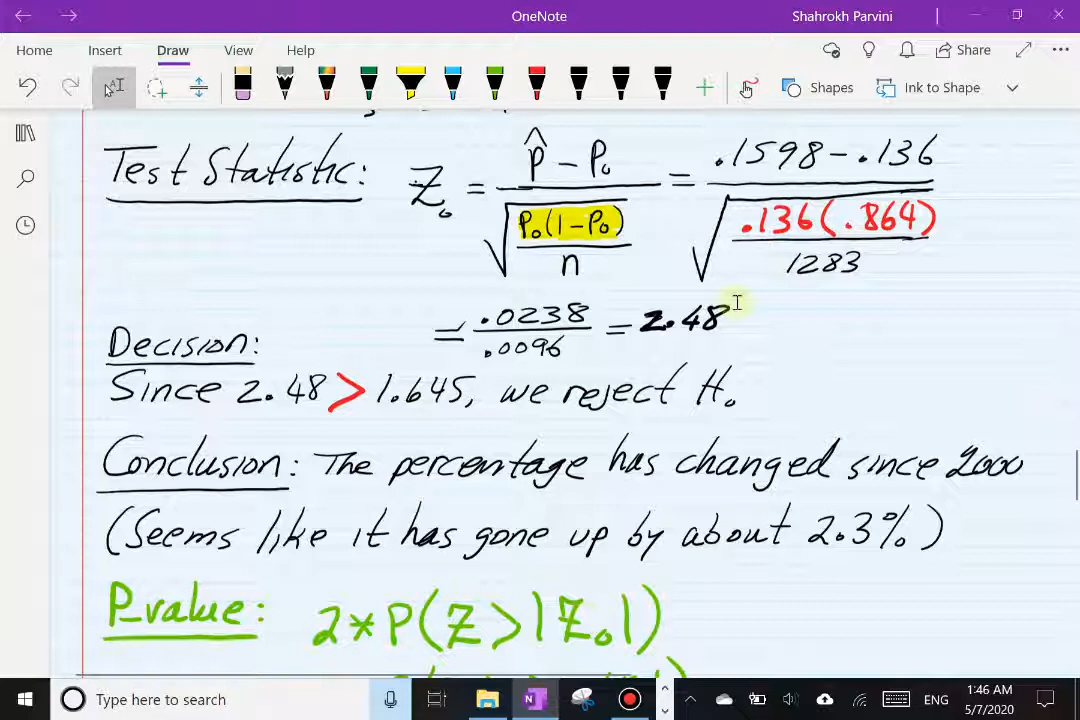 OneNote
Shahrokh Parvini
Home Insert Draw View Help
Share
Shapes
Ink to Shape
Test Statistic: Z₀ = (p̂ - P₀) / √(P₀(1-P₀)/n) = (.1598 - .136) / √(.136(.864)/1283)
= .0238/.0096 = 2.48
Decision:
Since 2.48 > 1.645, we reject H₀
Conclusion: The percentage has changed since 2000
(Seems like it has gone up by about 2.3%)
P-value: 2*P(Z > |Z₀|)
Type here to search
ENG
1:46 AM
5/7/2020